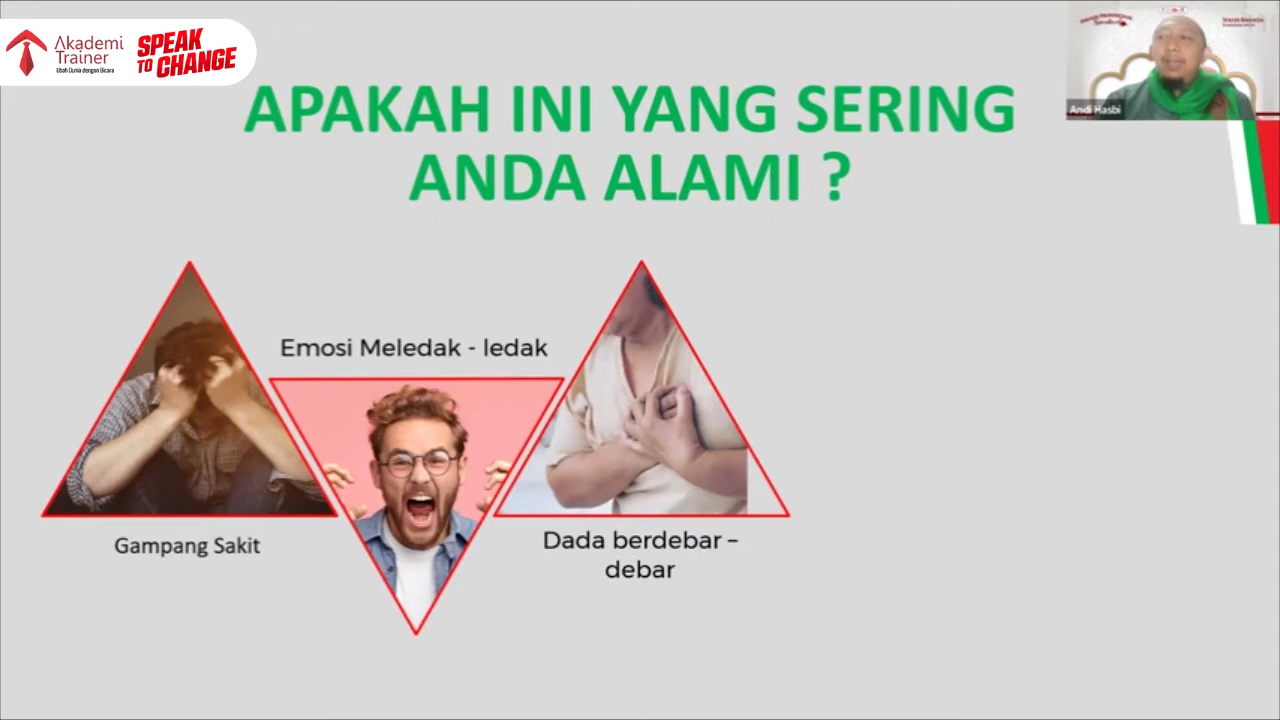 Akademi
Trainer
Ubah Dunia dengan Bicara
SPEAK
TO CHANGE
Andi Hasbi
APAKAH INI YANG SERING
ANDA ALAMI ?
Emosi Meledak - ledak
Gampang Sakit
Dada berdebar –
debar